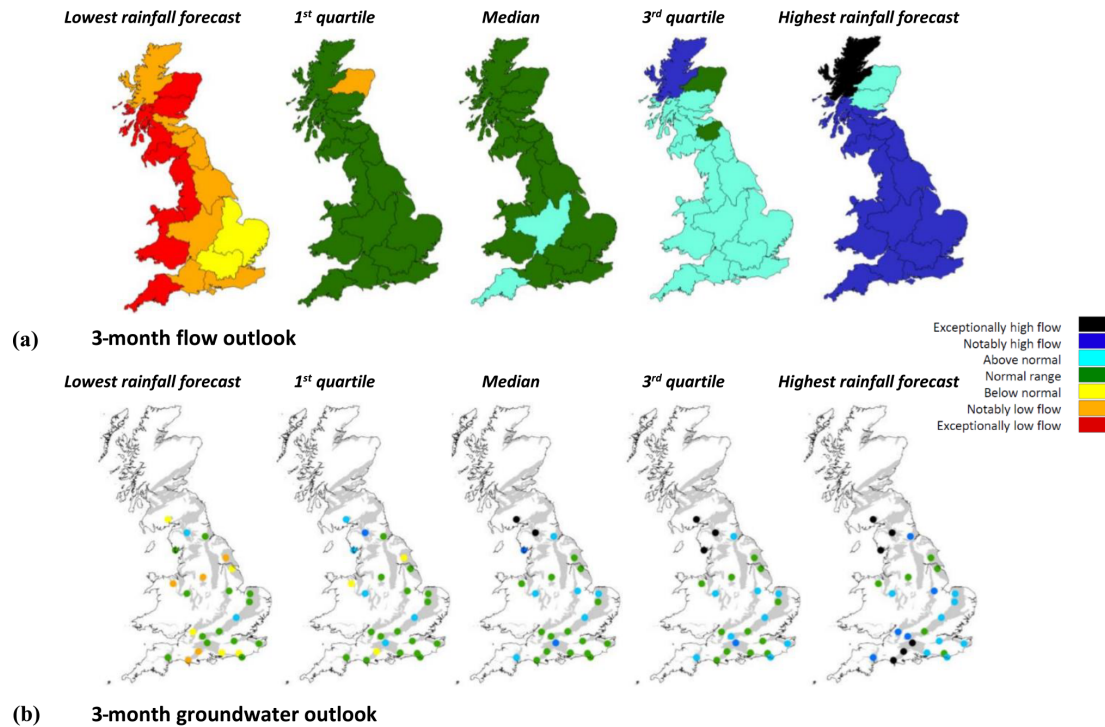 Lowest rainfall forecast 1st quartile Median 3rd quartile Highest rainfall forecast
(a) 3-month flow outlook
Exceptionally high flow
Notably high flow
Above normal
Normal range
Below normal
Notably low flow
Exceptionally low flow
Lowest rainfall forecast 1st quartile Median 3rd quartile Highest rainfall forecast
(b) 3-month groundwater outlook